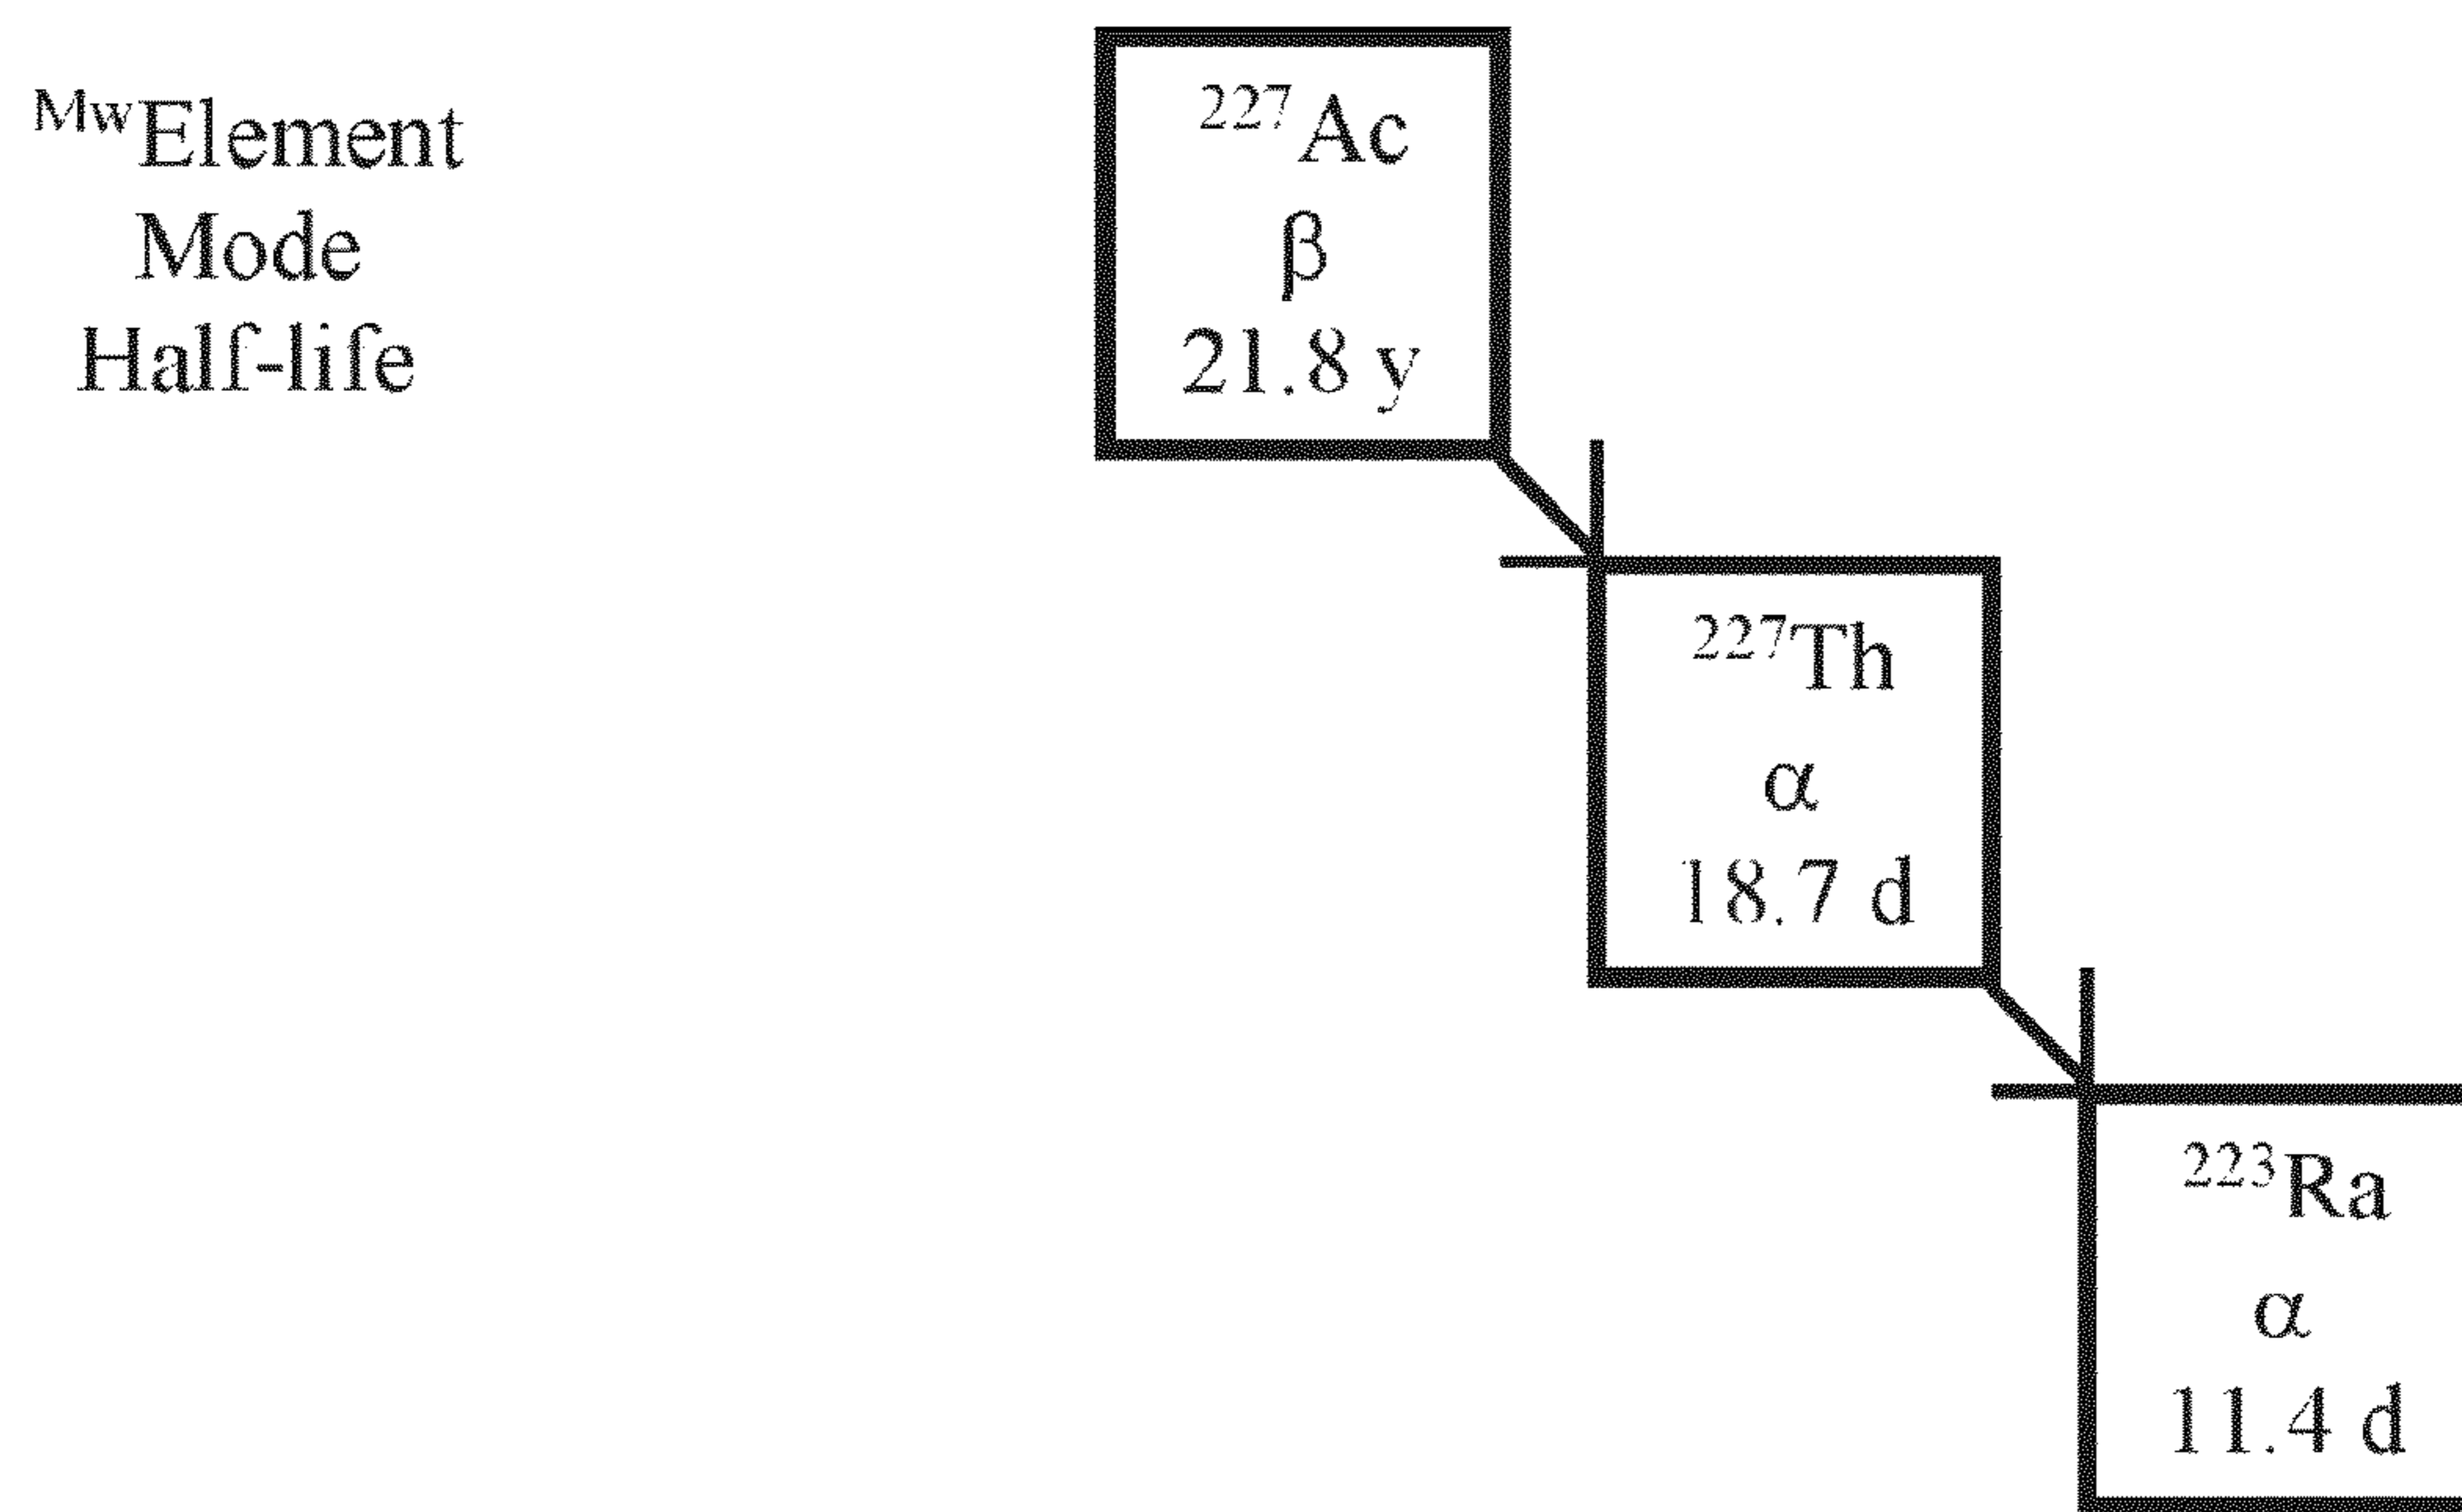 ᴹʷElement
Mode
Half-life
²²⁷Ac
β
21.8 y
²²⁷Th
α
18.7 d
²²³Ra
α
11.4 d